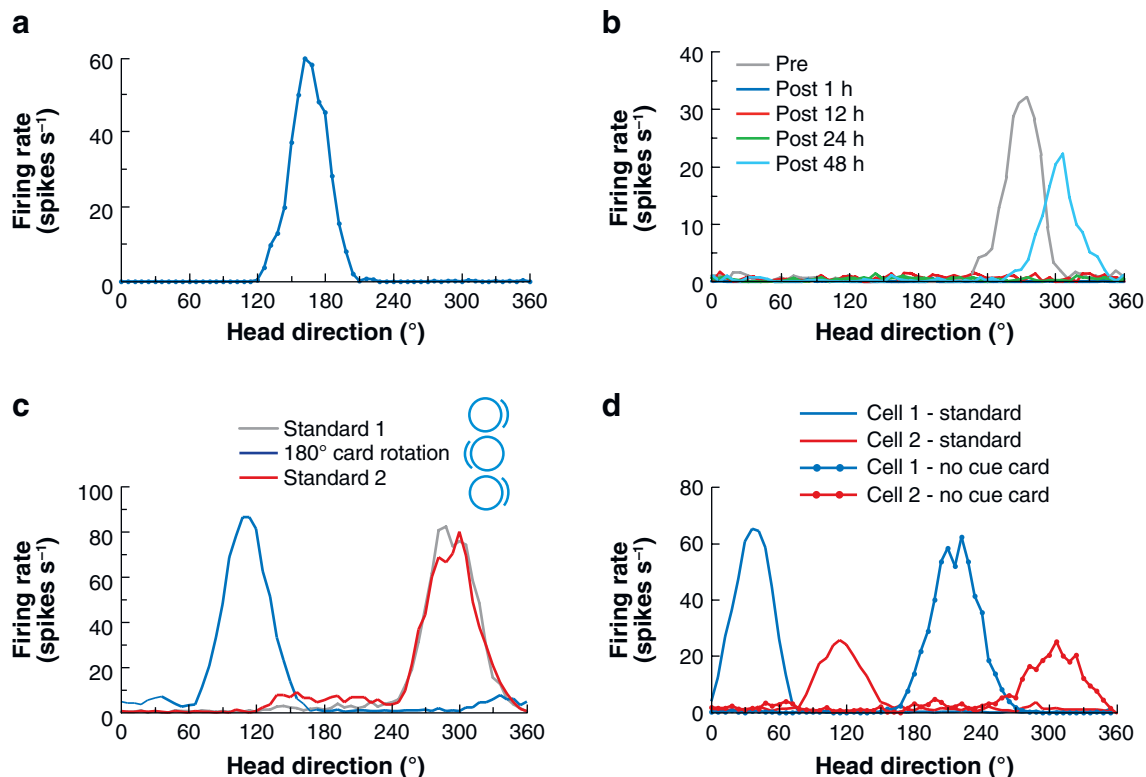 a
60
40
20
0
0 60 120 180 240 300 360
Firing rate
(spikes s⁻¹)
Head direction (°)
b
40
30
20
10
0
0 60 120 180 240 300 360
Pre
Post 1 h
Post 12 h
Post 24 h
Post 48 h
Firing rate
(spikes s⁻¹)
Head direction (°)
c
Standard 1
180° card rotation
Standard 2
100
80
60
40
20
0
0 60 120 180 240 300 360
Firing rate
(spikes s⁻¹)
Head direction (°)
d
Cell 1 - standard
Cell 2 - standard
Cell 1 - no cue card
Cell 2 - no cue card
80
60
40
20
0
0 60 120 180 240 300 360
Firing rate
(spikes s⁻¹)
Head direction (°)